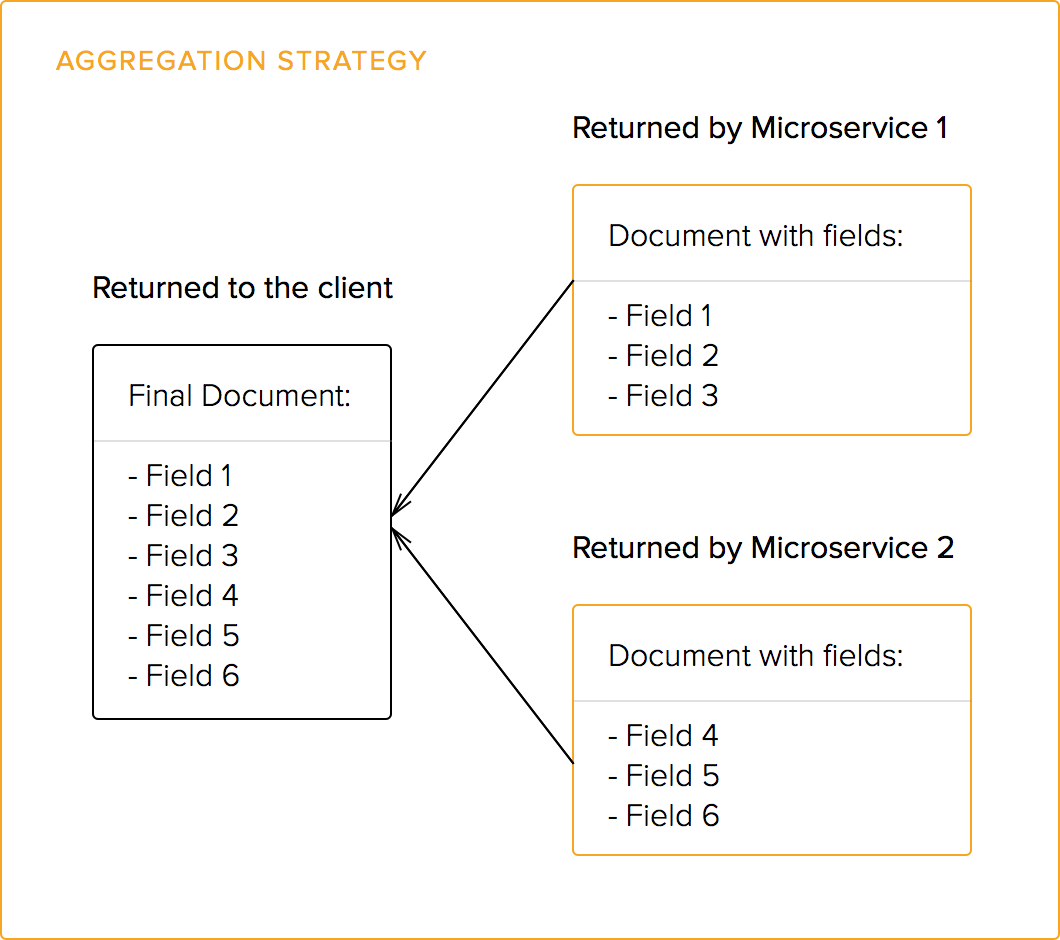 AGGREGATION STRATEGY
Returned by Microservice 1
Document with fields:
- Field 1
- Field 2
- Field 3
Returned to the client
Final Document:
- Field 1
- Field 2
- Field 3
- Field 4
- Field 5
- Field 6
Returned by Microservice 2
Document with fields:
- Field 4
- Field 5
- Field 6